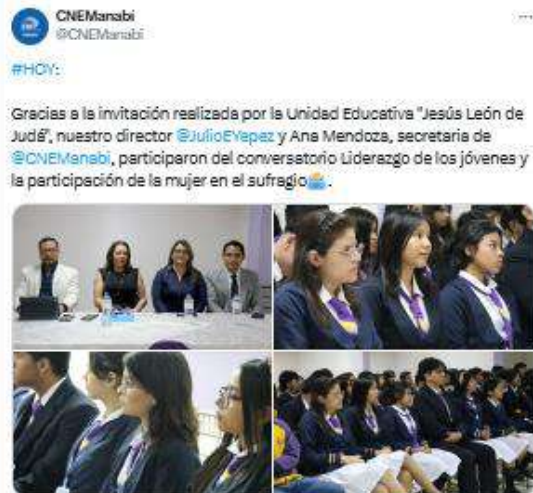 CNEManabí
@CNEManabi
#HOY:
Gracias a la invitación realizada por la Unidad Educativa "Jesús León de
Judá", nuestro director @JulioEYepez y Ana Mendoza, secretaria de
@CNEManabi, participaron del conversatorio Liderazgo de los jóvenes y
la participación de la mujer en el sufragio🗳️.